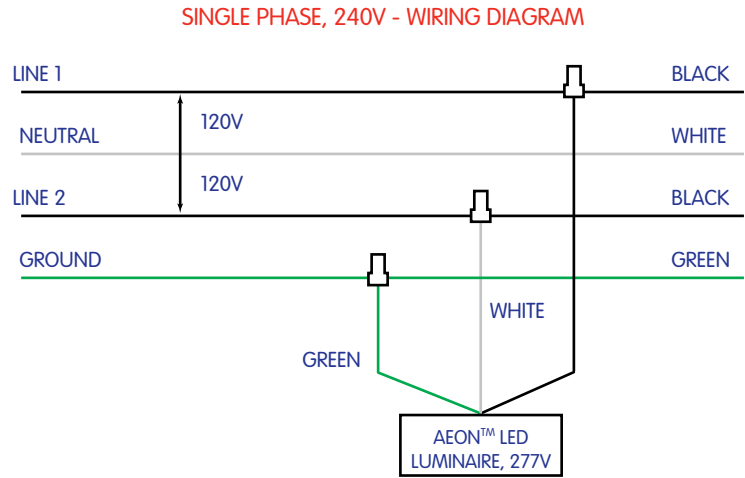 SINGLE PHASE, 240V - WIRING DIAGRAM
LINE 1
BLACK
120V
NEUTRAL
WHITE
120V
LINE 2
BLACK
GROUND
GREEN
WHITE
GREEN
AEON™ LED
LUMINAIRE, 277V